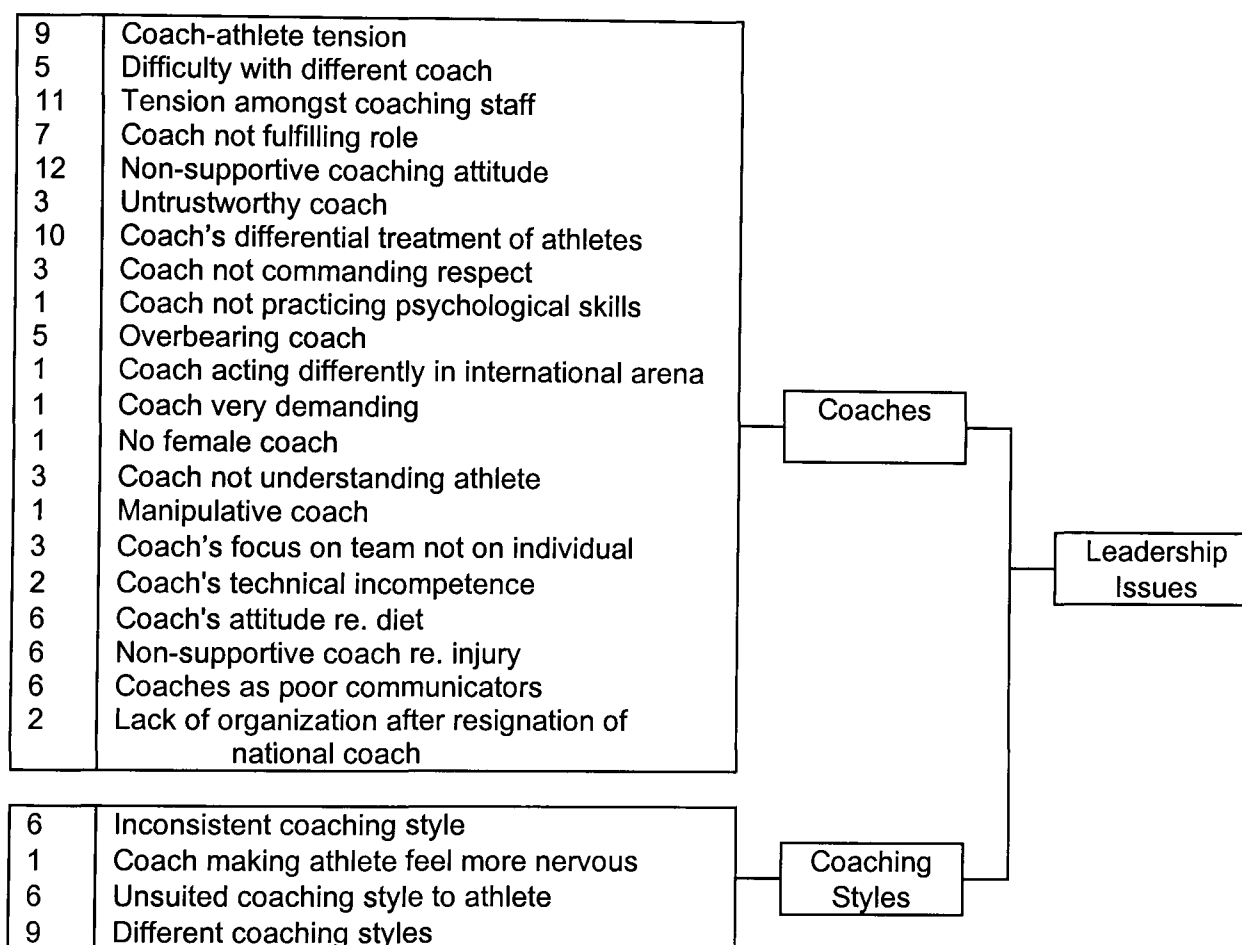 9 Coach-athlete tension
5 Difficulty with different coach
11 Tension amongst coaching staff
7 Coach not fulfilling role
12 Non-supportive coaching attitude
3 Untrustworthy coach
10 Coach's differential treatment of athletes
3 Coach not commanding respect
1 Coach not practicing psychological skills
5 Overbearing coach
1 Coach acting differently in international arena
1 Coach very demanding
1 No female coach
3 Coach not understanding athlete
1 Manipulative coach
3 Coach's focus on team not on individual
2 Coach's technical incompetence
6 Coach's attitude re. diet
6 Non-supportive coach re. injury
6 Coaches as poor communicators
2 Lack of organization after resignation of
national coach
Coaches
Leadership
Issues
6 Inconsistent coaching style
1 Coach making athlete feel more nervous
6 Unsuited coaching style to athlete
9 Different coaching styles
Coaching
Styles